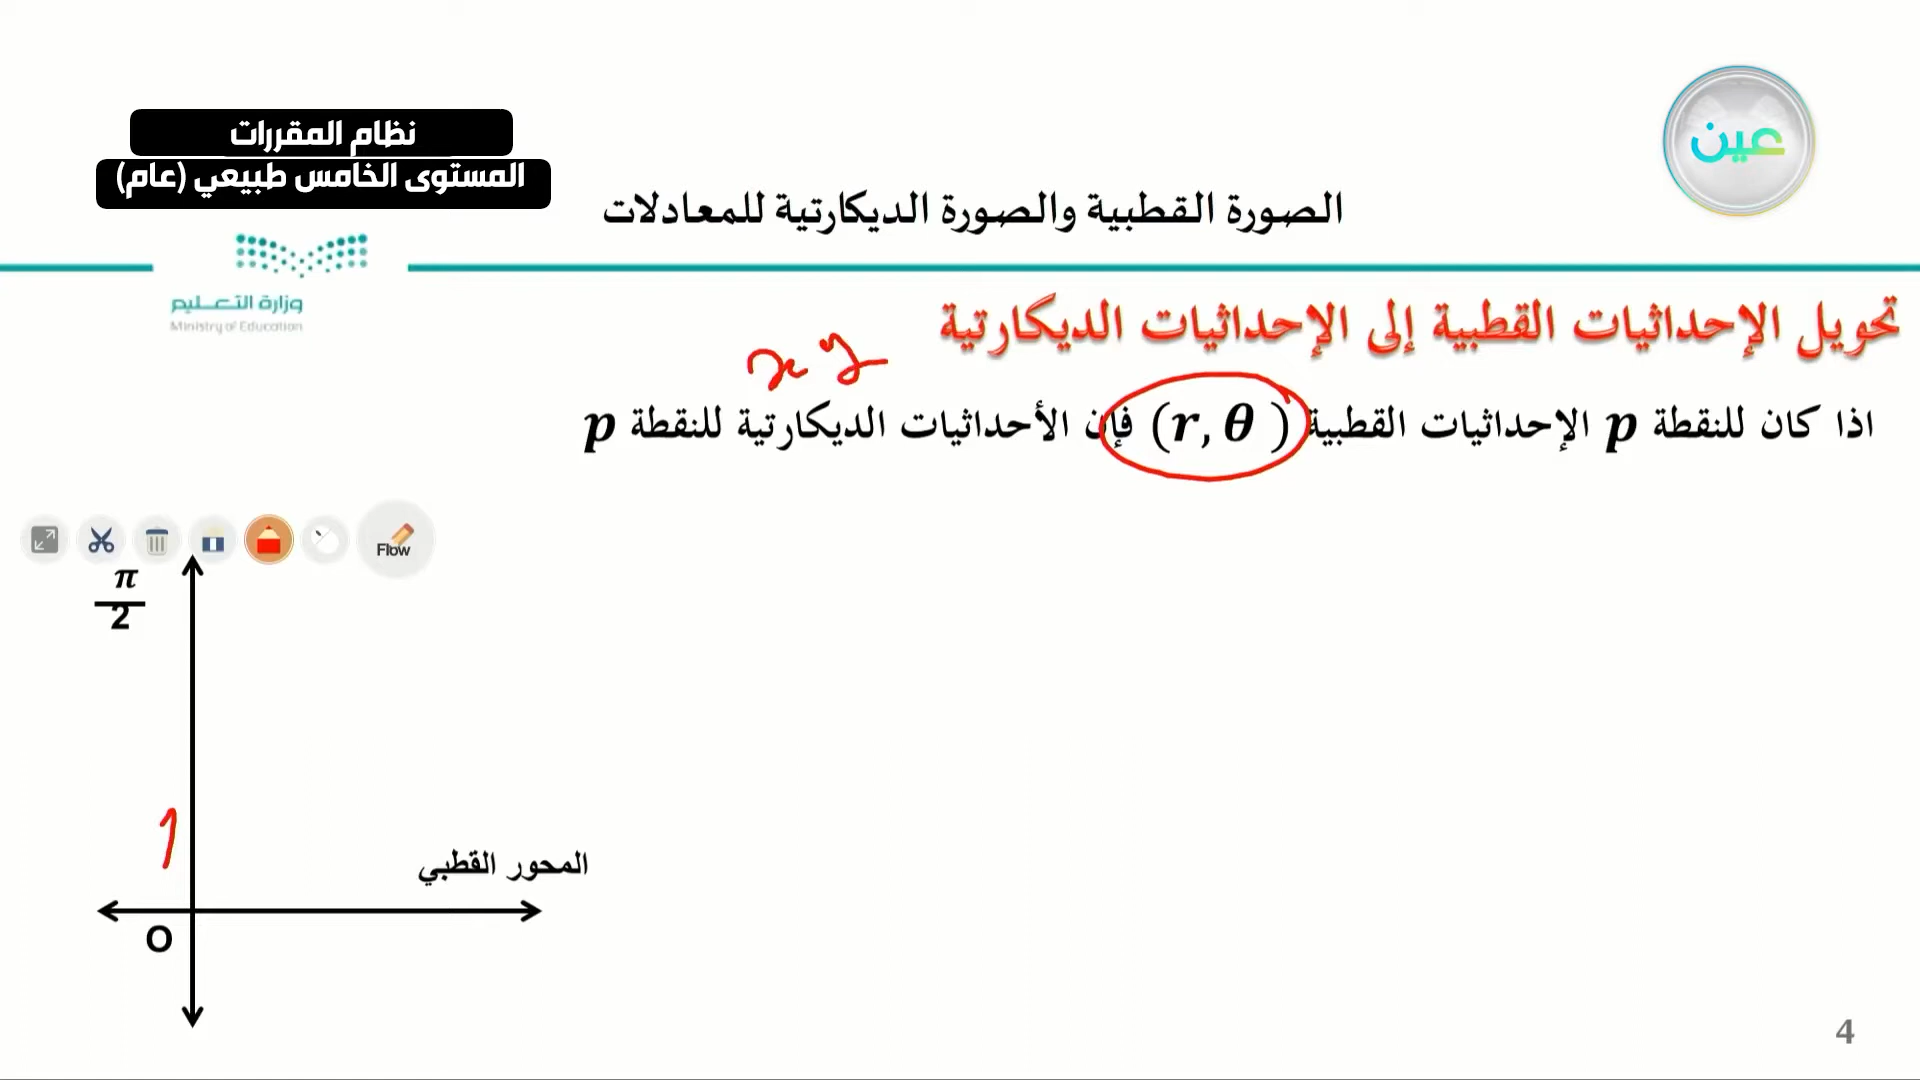 عين
نظام المقررات
المستوى الخامس طبيعي (عام)
الصورة القطبية والصورة الديكارتية للمعادلات
وزارة التعليم
Ministry of Education
تحويل الإحداثيات القطبية إلى الإحداثيات الديكارتية
x y
اذا كان للنقطة p الإحداثيات القطبية (r, θ) فإن الأحداثيات الديكارتية للنقطة p
Flow
π
2
1
المحور القطبي
O
4